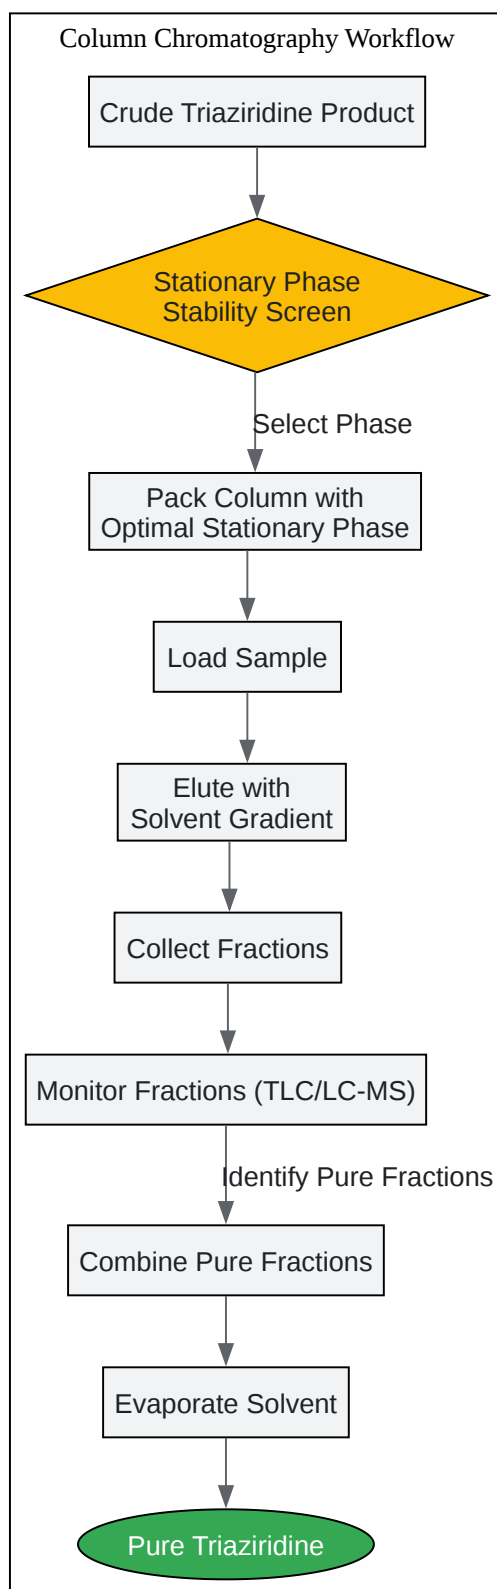 Column Chromatography Workflow
Crude Triaziridine Product
Stationary Phase
Stability Screen
Select Phase
Pack Column with
Optimal Stationary Phase
Load Sample
Elute with
Solvent Gradient
Collect Fractions
Monitor Fractions (TLC/LC-MS)
Identify Pure Fractions
Combine Pure Fractions
Evaporate Solvent
Pure Triaziridine